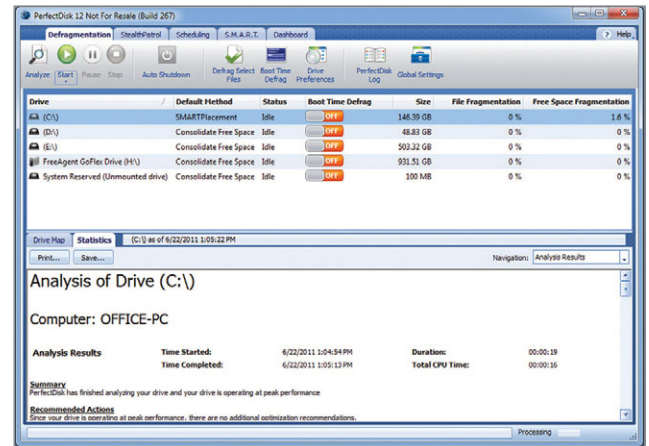 PerfectDisk 12 Not For Resale (Build 267)
Defragmentation StealthPatrol Scheduling S.M.A.R.T. Dashboard ? Help
Analyze Start Pause Stop Auto Shutdown Defrag Select Files Boot Time Defrag Drive Preferences PerfectDisk Log Global Settings
Drive Default Method Status Boot Time Defrag Size File Fragmentation Free Space Fragmentation
(C:\) SMARTPlacement Idle OFF 146.39 GB 0 % 1.6 %
(D:\) Consolidate Free Space Idle OFF 48.83 GB 0 % 0 %
(E:\) Consolidate Free Space Idle OFF 503.32 GB 0 % 0 %
FreeAgent GoFlex Drive (H:\) Consolidate Free Space Idle OFF 931.51 GB 0 % 0 %
System Reserved (Unmounted drive) Consolidate Free Space Idle OFF 100 MB 0 % 0 %
Drive Map Statistics (C:\) as of 6/22/2011 1:05:22 PM
Print... Save... Navigation: Analysis Results
Analysis of Drive (C:\)
Computer: OFFICE-PC
Analysis Results Time Started: 6/22/2011 1:04:54 PM Duration: 00:00:19
Time Completed: 6/22/2011 1:05:13 PM Total CPU Time: 00:00:16
Summary
PerfectDisk has finished analyzing your drive and your drive is operating at peak performance
Recommended Actions
Since your drive is operating at peak performance, there are no additional optimization recommendations.
Processing